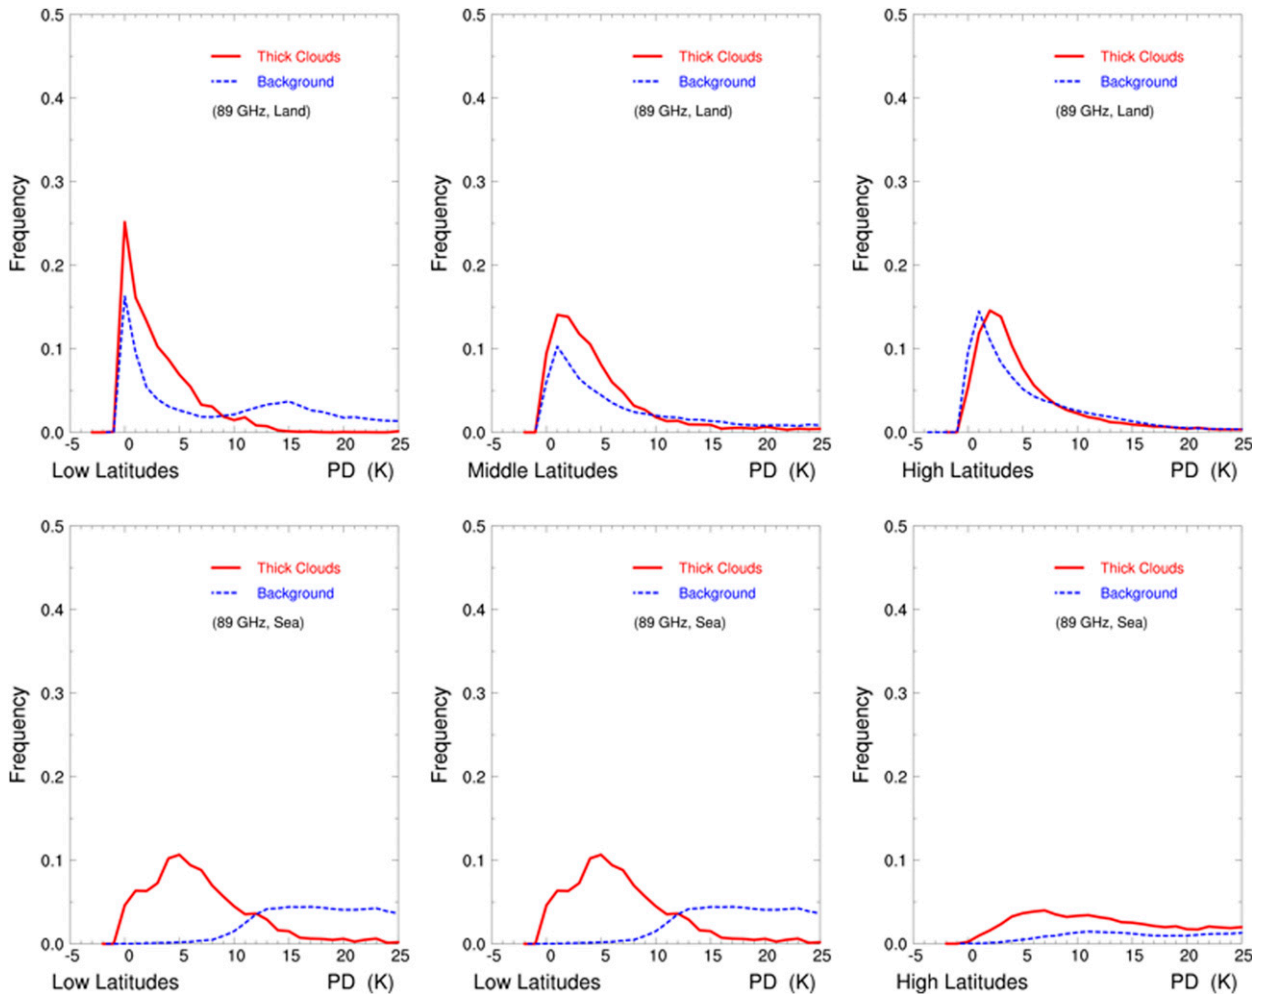 0.5
0.4
0.3
0.2
0.1
0.0
Frequency
Thick Clouds
Background
(89 GHz, Land)
-5 0 5 10 15 20 25
Low Latitudes PD (K)
0.5
0.4
0.3
0.2
0.1
0.0
Frequency
Thick Clouds
Background
(89 GHz, Land)
-5 0 5 10 15 20 25
Middle Latitudes PD (K)
0.5
0.4
0.3
0.2
0.1
0.0
Frequency
Thick Clouds
Background
(89 GHz, Land)
-5 0 5 10 15 20 25
High Latitudes PD (K)
0.5
0.4
0.3
0.2
0.1
0.0
Frequency
Thick Clouds
Background
(89 GHz, Sea)
-5 0 5 10 15 20 25
Low Latitudes PD (K)
0.5
0.4
0.3
0.2
0.1
0.0
Frequency
Thick Clouds
Background
(89 GHz, Sea)
-5 0 5 10 15 20 25
Low Latitudes PD (K)
0.5
0.4
0.3
0.2
0.1
0.0
Frequency
Thick Clouds
Background
(89 GHz, Sea)
-5 0 5 10 15 20 25
High Latitudes PD (K)